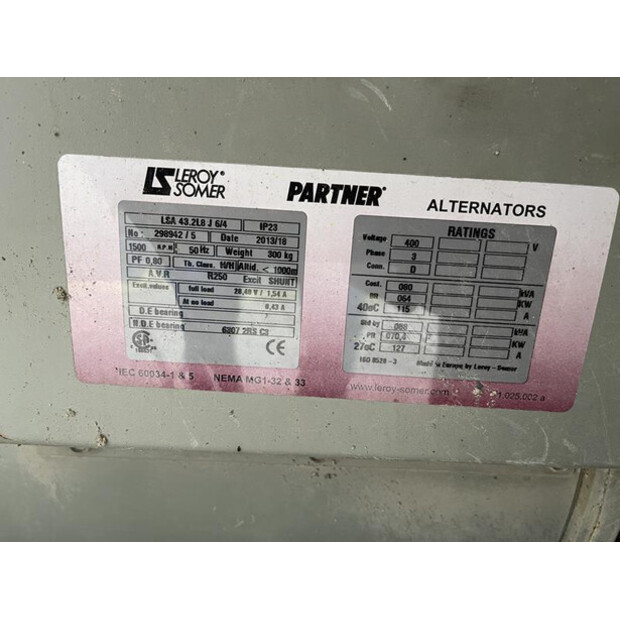 LEROY®
SOMER
PARTNER®
ALTERNATORS
LSA 43.2L8 J 6/4 IP23
No: 298942 / 5 Date 2013/18
1500 R.P.M 50 Hz Weight 300 kg
PF 0,80 Th. Class. H/H Altid. < 1000m
A.V.R R250 Excit SHUNT
Excit.values full load 28,40 V / 1,54 A
At no load 0,43 A
D.E bearing
N.D.E bearing 6307 2RS C3
CE
IEC 60034-1 & 5 NEMA MG1-32 & 33
RATINGS
Voltage 400 V
Phase 3
Conn. D
Cont. 080 kVA
064 KW
40oC 115 A
Std by 088 kVA
PR 070,4 KW
27oC 127 A
ISO 8528 - 3 Made in Europe by Leroy - Somer
www.leroy-somer.com 1.025.002 a